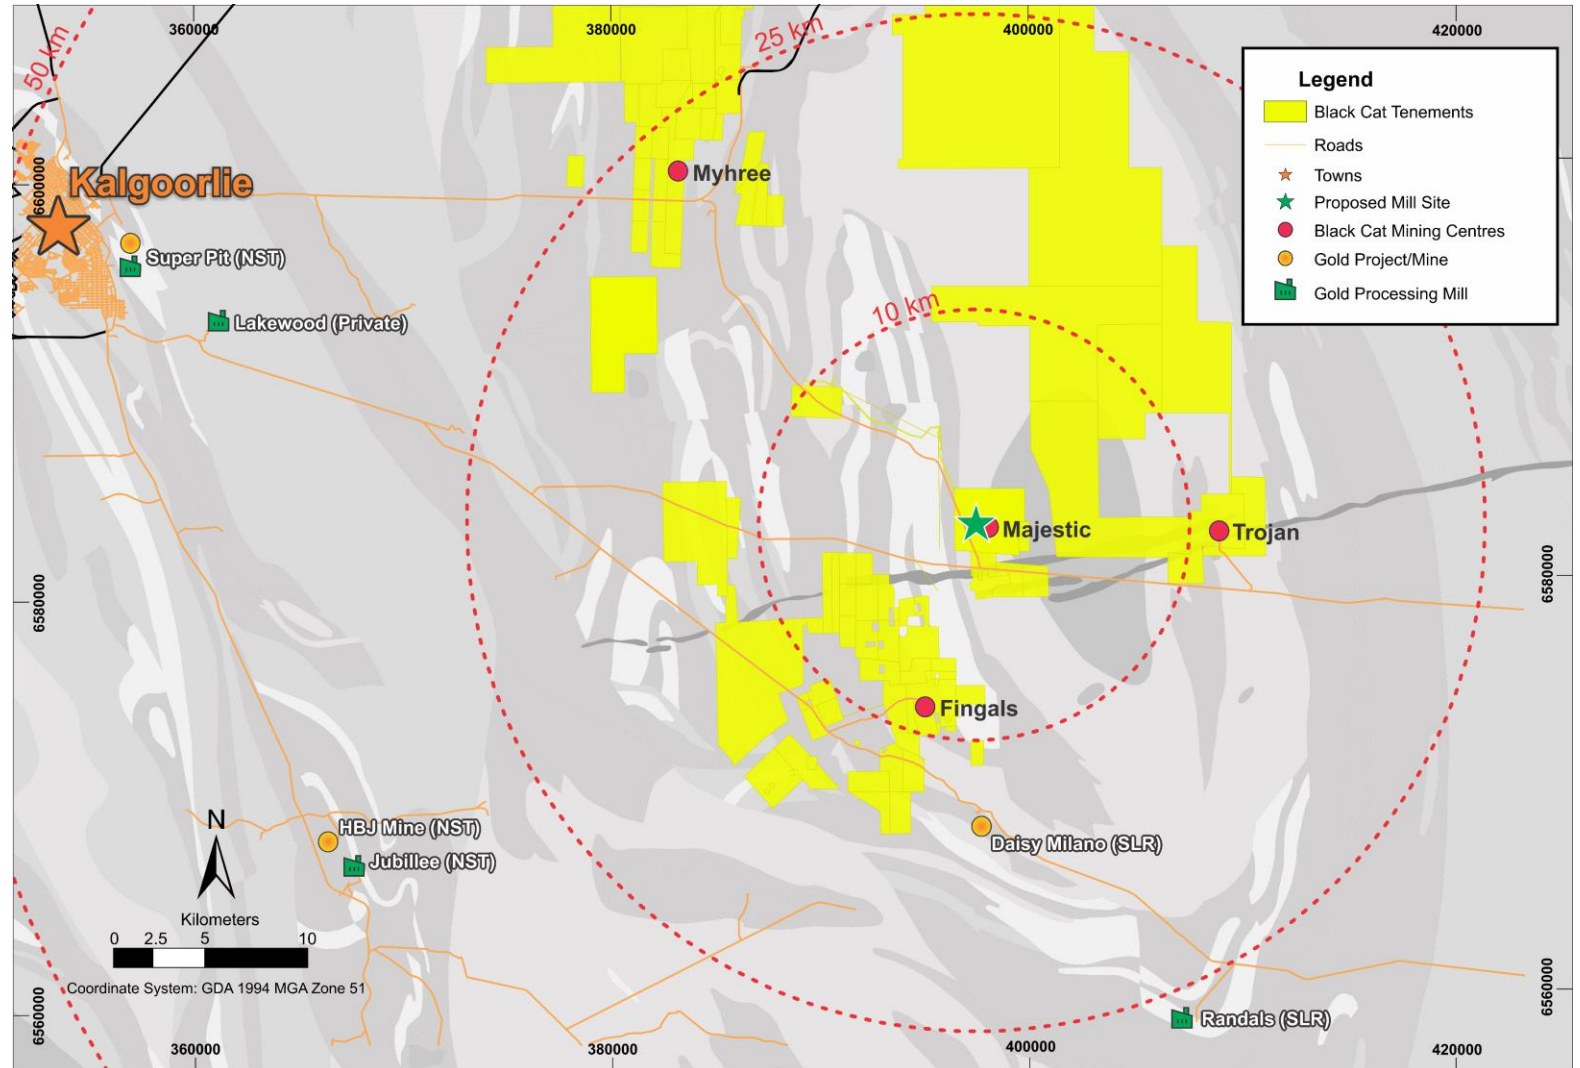 360000
380000
400000
420000
50 km
25 km
Legend
Black Cat Tenements
Roads
Towns
Proposed Mill Site
Black Cat Mining Centres
Gold Project/Mine
Gold Processing Mill
6600000
Kalgoorlie
Myhree
Super Pit (NST)
Lakewood (Private)
10 km
Majestic
Trojan
6580000
6580000
Fingals
HBJ Mine (NST)
Jubillee (NST)
Daisy Milano (SLR)
N
Kilometers
0 2.5 5 10
Coordinate System: GDA 1994 MGA Zone 51
6560000
6560000
Randals (SLR)
360000
380000
400000
420000